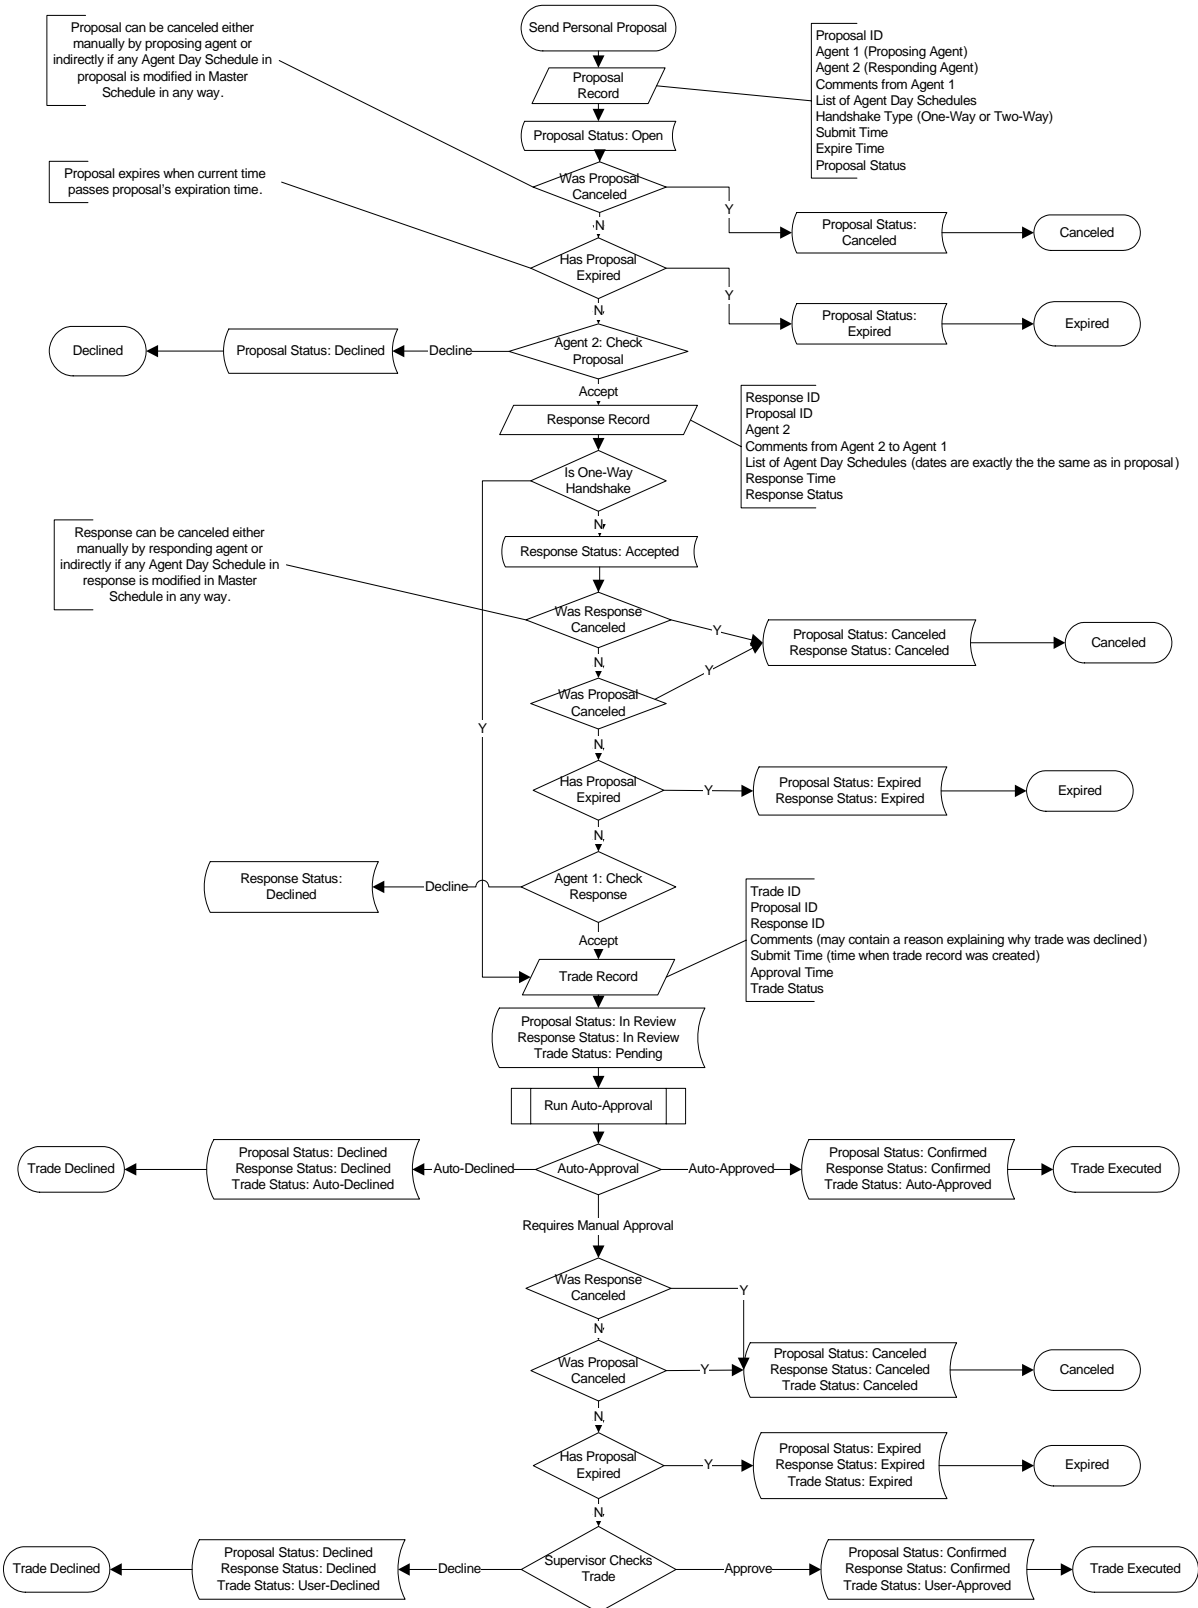 Send Personal Proposal
Proposal can be canceled either
manually by proposing agent or
indirectly if any Agent Day Schedule in
proposal is modified in Master
Schedule in any way.
Proposal
Record
Proposal ID
Agent 1 (Proposing Agent)
Agent 2 (Responding Agent)
Comments from Agent 1
List of Agent Day Schedules
Handshake Type (One-Way or Two-Way)
Submit Time
Expire Time
Proposal Status
Proposal Status: Open
Proposal expires when current time
passes proposal's expiration time.
Was Proposal
Canceled
Y
Proposal Status:
Canceled
Canceled
N
Has Proposal
Expired
Y
Proposal Status:
Expired
Expired
N
Agent 2: Check
Proposal
Decline
Proposal Status: Declined
Declined
Accept
Response Record
Response ID
Proposal ID
Agent 2
Comments from Agent 2 to Agent 1
List of Agent Day Schedules (dates are exactly the the same as in proposal)
Response Time
Response Status
Is One-Way
Handshake
N
Y
Response can be canceled either
manually by responding agent or
indirectly if any Agent Day Schedule in
response is modified in Master
Schedule in any way.
Response Status: Accepted
Was Response
Canceled
Y
Proposal Status: Canceled
Response Status: Canceled
Canceled
N
Was Proposal
Canceled
Y
N
Has Proposal
Expired
Y
Proposal Status: Expired
Response Status: Expired
Expired
N
Agent 1: Check
Response
Decline
Response Status:
Declined
Accept
Trade Record
Trade ID
Proposal ID
Response ID
Comments (may contain a reason explaining why trade was declined)
Submit Time (time when trade record was created)
Approval Time
Trade Status
Proposal Status: In Review
Response Status: In Review
Trade Status: Pending
Run Auto-Approval
Auto-Approval
Auto-Declined
Proposal Status: Declined
Response Status: Declined
Trade Status: Auto-Declined
Trade Declined
Auto-Approved
Proposal Status: Confirmed
Response Status: Confirmed
Trade Status: Auto-Approved
Trade Executed
Requires Manual Approval
Was Response
Canceled
Y
N
Was Proposal
Canceled
Y
Proposal Status: Canceled
Response Status: Canceled
Trade Status: Canceled
Canceled
N
Has Proposal
Expired
Y
Proposal Status: Expired
Response Status: Expired
Trade Status: Expired
Expired
N
Supervisor Checks
Trade
Decline
Proposal Status: Declined
Response Status: Declined
Trade Status: User-Declined
Trade Declined
Approve
Proposal Status: Confirmed
Response Status: Confirmed
Trade Status: User-Approved
Trade Executed